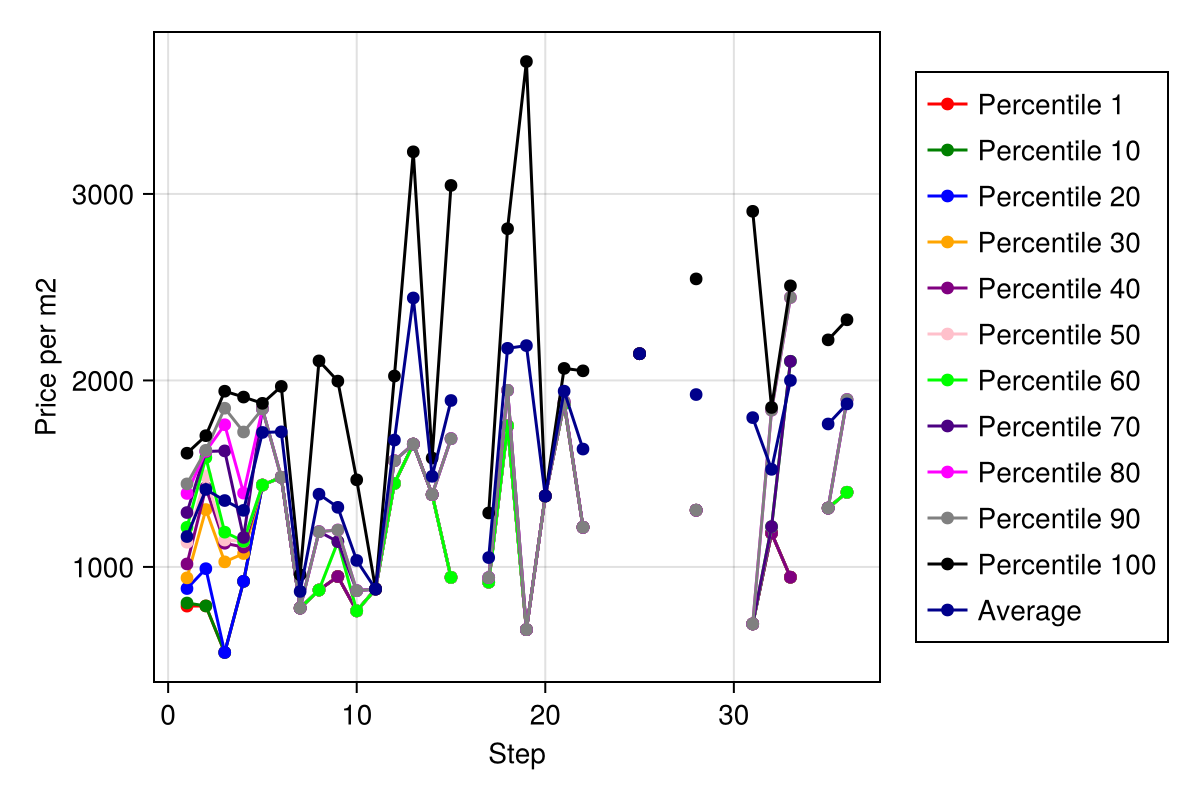 3000
2000
1000
Price per m2
0
10
20
30
Step
Percentile 1
Percentile 10
Percentile 20
Percentile 30
Percentile 40
Percentile 50
Percentile 60
Percentile 70
Percentile 80
Percentile 90
Percentile 100
Average